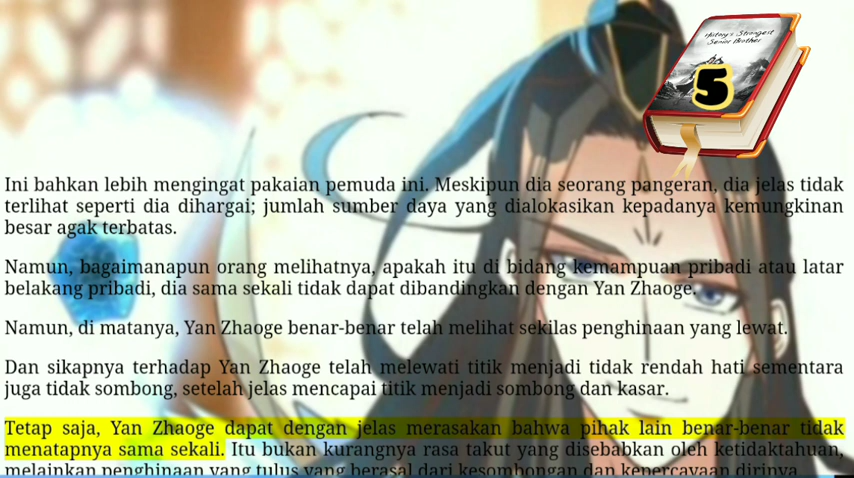 History's Strongest
Senior Brother
5
Ini bahkan lebih mengingat pakaian pemuda ini. Meskipun dia seorang pangeran, dia jelas tidak
terlihat seperti dia dihargai; jumlah sumber daya yang dialokasikan kepadanya kemungkinan
besar agak terbatas.
Namun, bagaimanapun orang melihatnya, apakah itu di bidang kemampuan pribadi atau latar
belakang pribadi, dia sama sekali tidak dapat dibandingkan dengan Yan Zhaoge.
Namun, di matanya, Yan Zhaoge benar-benar telah melihat sekilas penghinaan yang lewat.
Dan sikapnya terhadap Yan Zhaoge telah melewati titik menjadi tidak rendah hati sementara
juga tidak sombong, setelah jelas mencapai titik menjadi sombong dan kasar.
Tetap saja, Yan Zhaoge dapat dengan jelas merasakan bahwa pihak lain benar-benar tidak
menatapnya sama sekali. Itu bukan kurangnya rasa takut yang disebabkan oleh ketidaktahuan,
melainkan penghinaan yang tulus yang berasal dari kesombongan dan kepercayaan dirinya